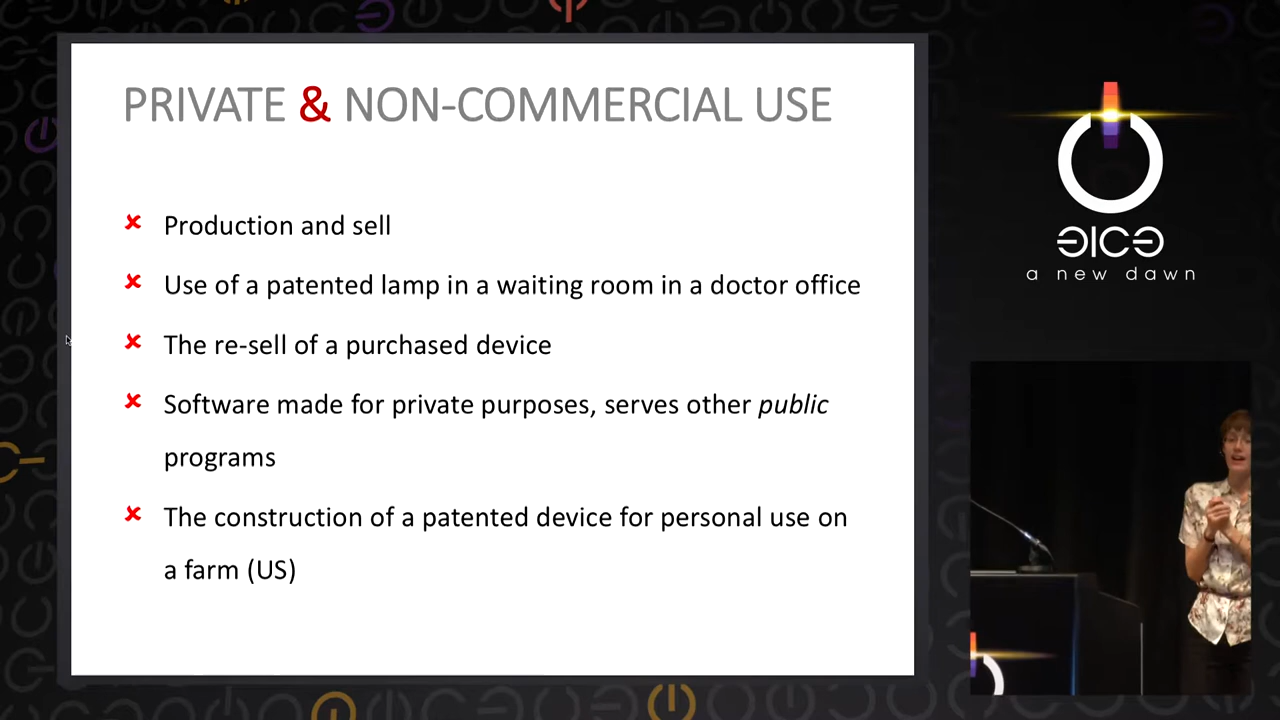 PRIVATE & NON-COMMERCIAL USE
✘ Production and sell
✘ Use of a patented lamp in a waiting room in a doctor office
✘ The re-sell of a purchased device
✘ Software made for private purposes, serves other public
programs
✘ The construction of a patented device for personal use on
a farm (US)
ƎICƎ
a new dawn